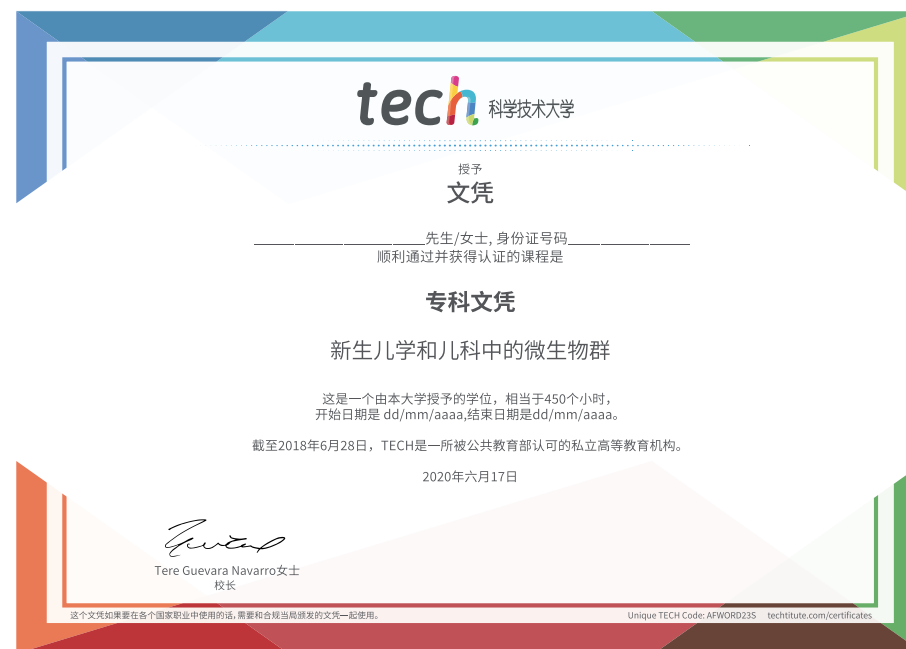 tech 科学技术大学
授予
文凭
先生/女士, 身份证号码
顺利通过并获得认证的课程是
专科文凭
新生儿学和儿科中的微生物群
这是一个由本大学授予的学位，相当于450个小时，
开始日期是 dd/mm/aaaa,结束日期是dd/mm/aaaa。
截至2018年6月28日，TECH是一所被公共教育部认可的私立高等教育机构。
2020年六月17日
Tere Guevara Navarro女士
校长
这个文凭如果要在各个国家职业中使用的话,需要和合规当局颁发的文凭一起使用。
Unique TECH Code: AFWORD23S techtitute.com/certificates